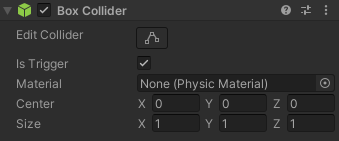 Box Collider
Edit Collider
Is Trigger
Material None (Physic Material)
Center X 0 Y 0 Z 0
Size X 1 Y 1 Z 1